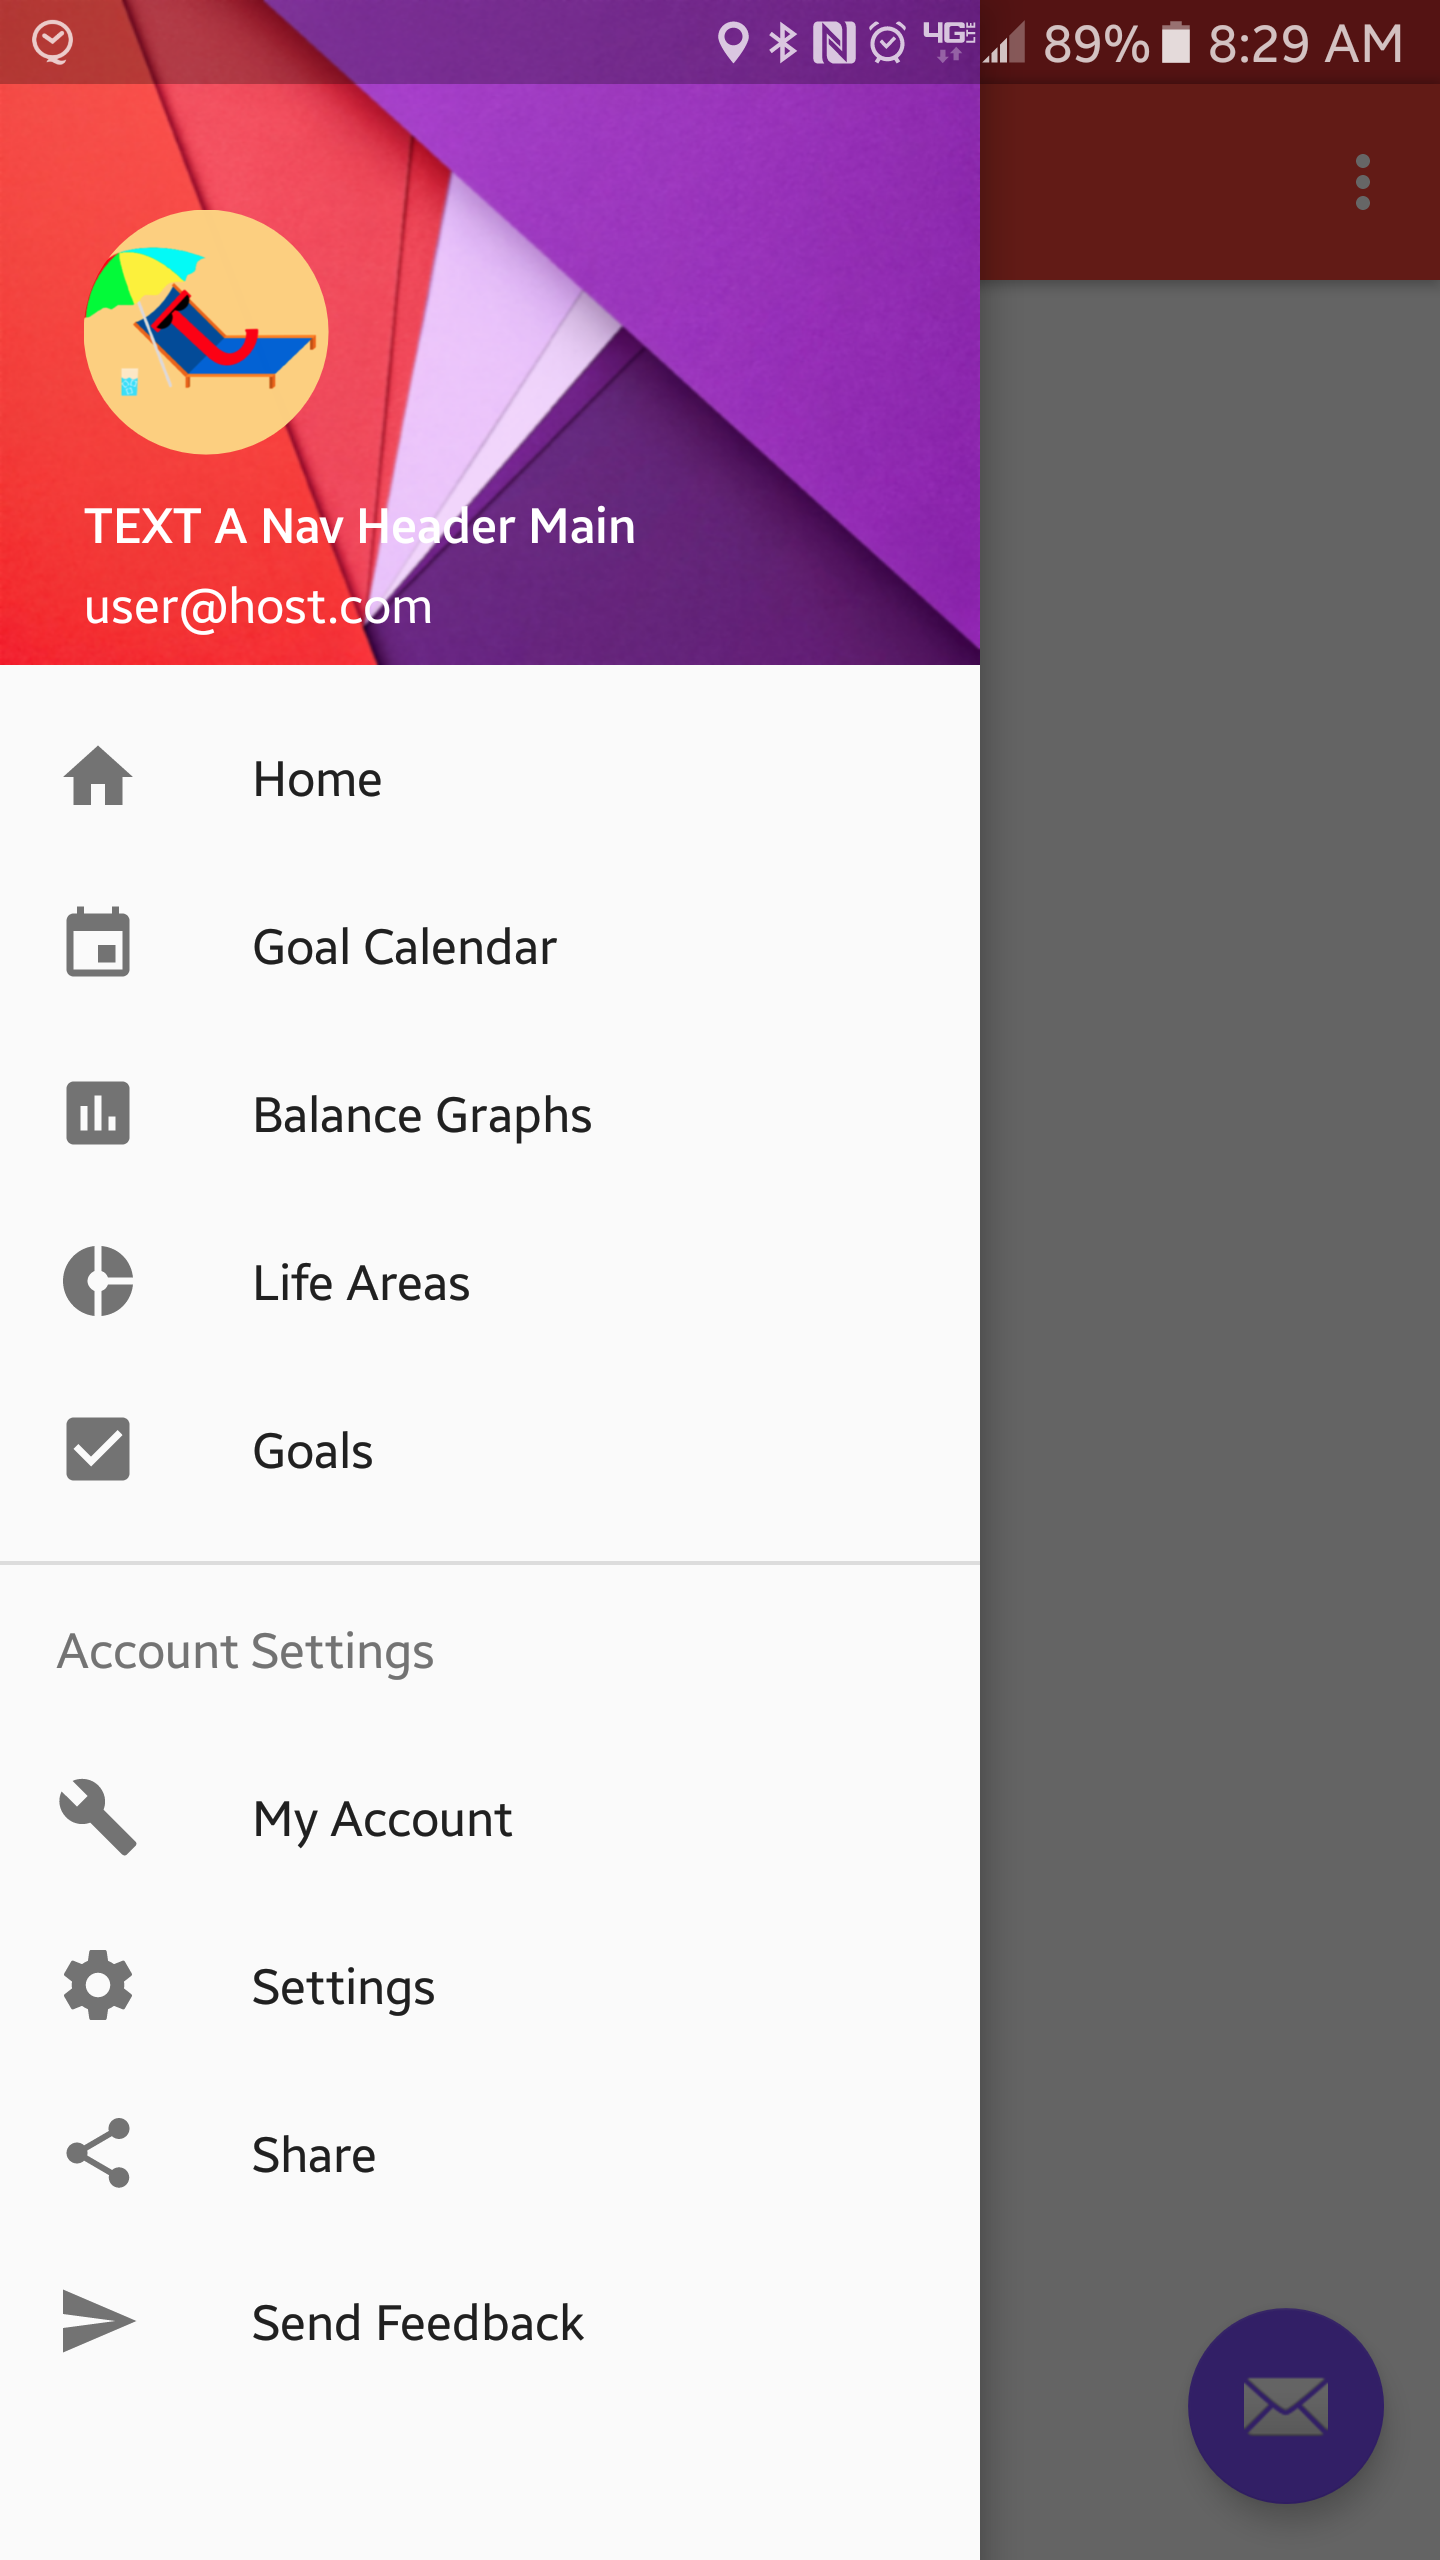 4G LTE 89% 8:29 AM
TEXT A Nav Header Main
user@host.com
Home
Goal Calendar
Balance Graphs
Life Areas
Goals
Account Settings
My Account
Settings
Share
Send Feedback